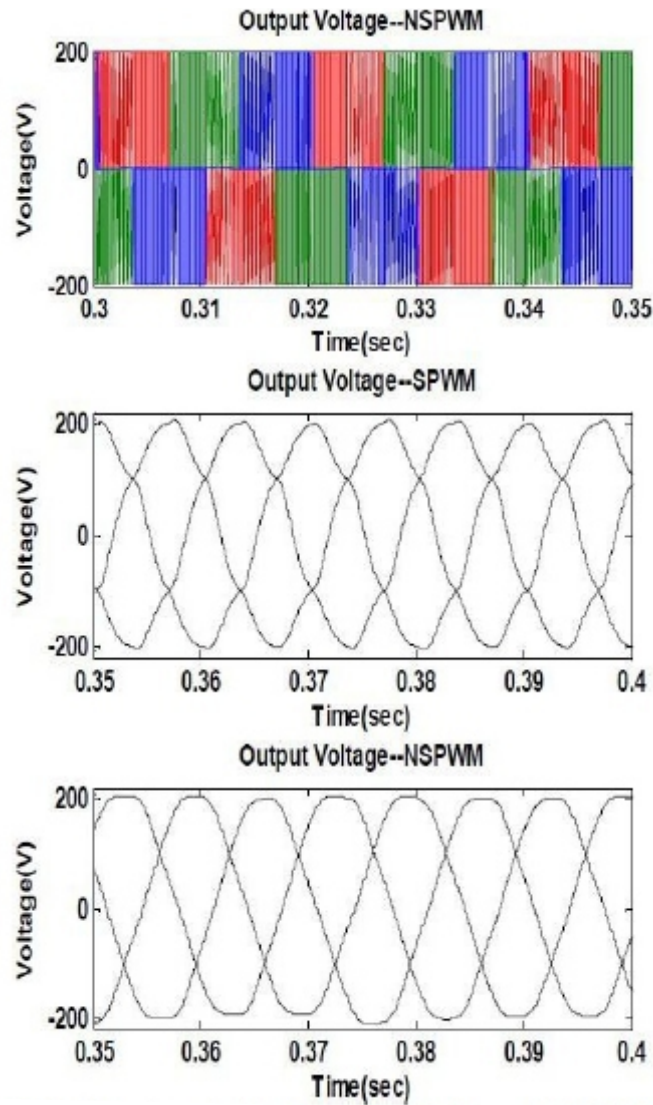 Output Voltage--NSPWM
200
0
-200
Voltage(V)
0.3 0.31 0.32 0.33 0.34 0.35
Time(sec)
Output Voltage--SPWM
200
0
-200
Voltage(V)
0.35 0.36 0.37 0.38 0.39 0.4
Time(sec)
Output Voltage--NSPWM
200
0
-200
Voltage(V)
0.35 0.36 0.37 0.38 0.39 0.4
Time(sec)